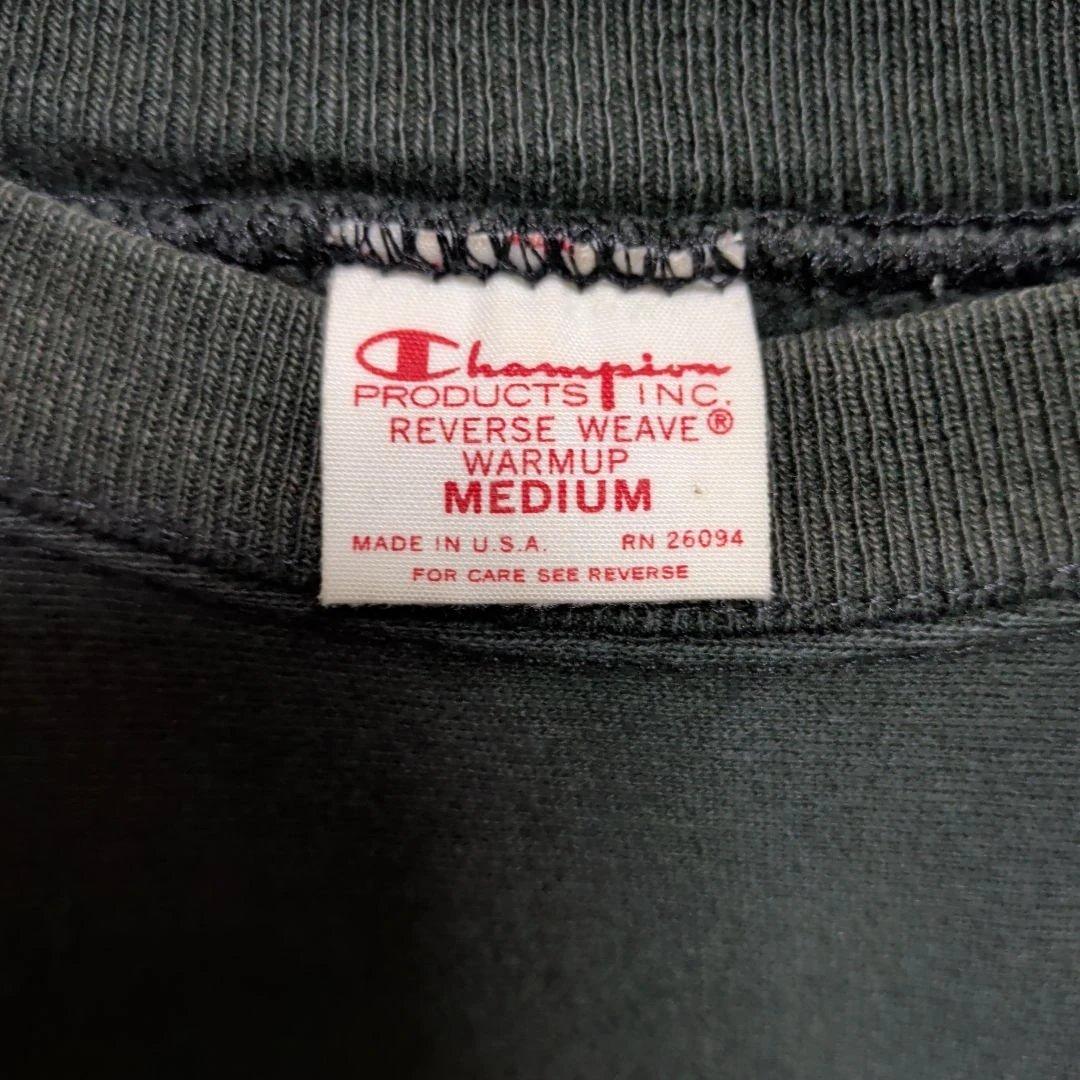 Champion
PRODUCTS INC.
REVERSE WEAVE®
WARMUP
MEDIUM
MADE IN U.S.A. RN 26094
FOR CARE SEE REVERSE